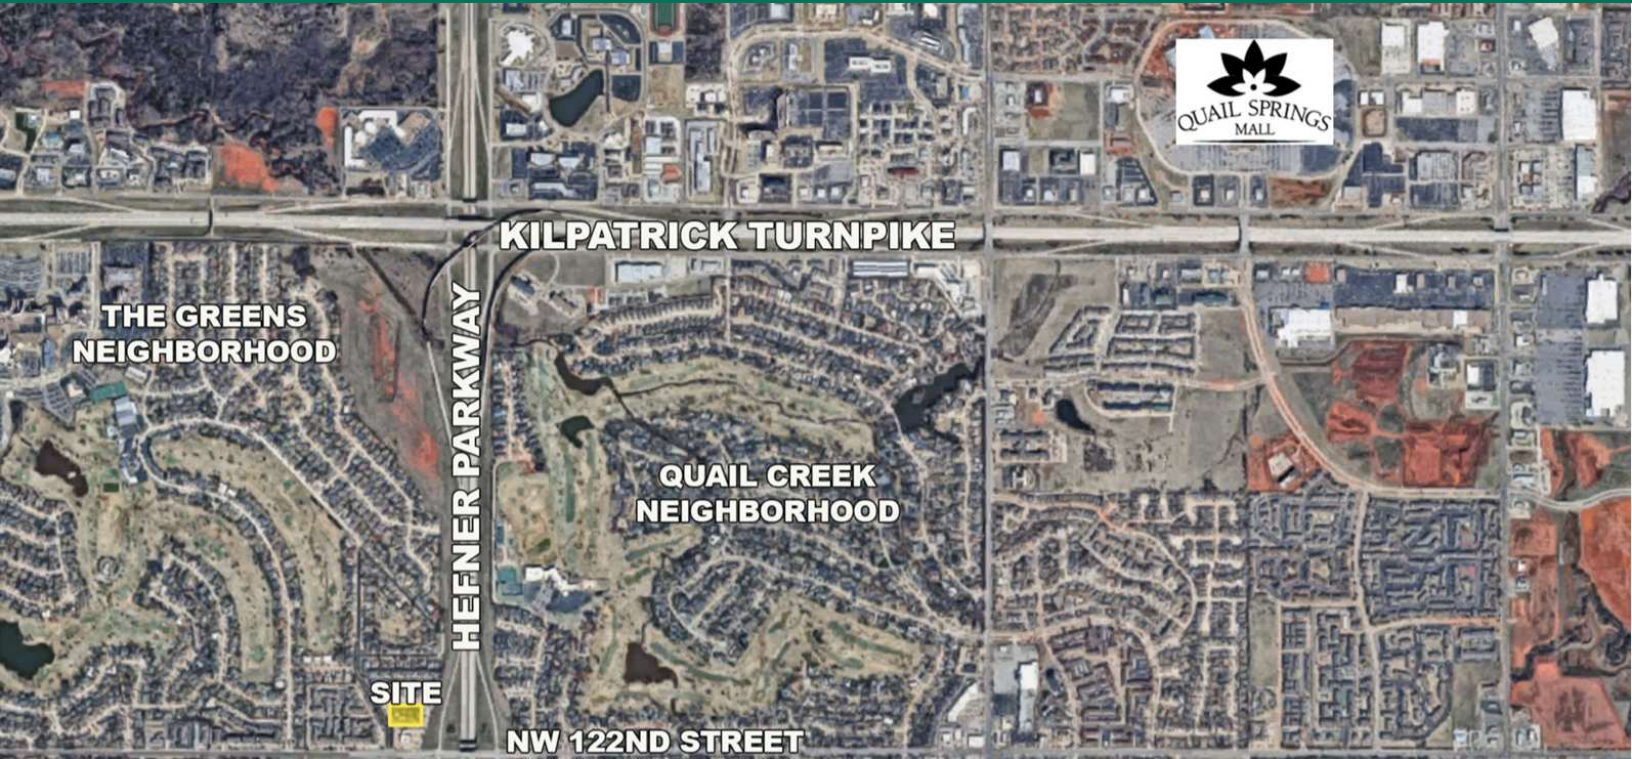 QUAIL SPRINGS
MALL
KILPATRICK TURNPIKE
THE GREENS
NEIGHBORHOOD
HEFNER PARKWAY
QUAIL CREEK
NEIGHBORHOOD
SITE
NW 122ND STREET